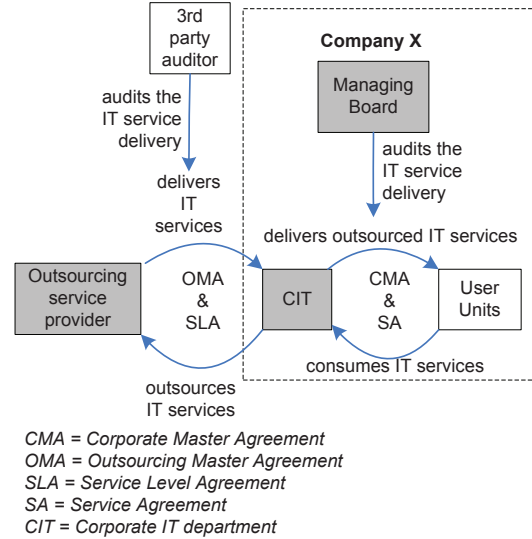 3rd
party
auditor
Company X
Managing
Board
audits the
IT service
delivery
audits the
IT service
delivery
delivers
IT
services
delivers outsourced IT services
Outsourcing
service
provider
OMA
&
SLA
CIT
CMA
&
SA
User
Units
consumes IT services
outsources
IT services
CMA = Corporate Master Agreement
OMA = Outsourcing Master Agreement
SLA = Service Level Agreement
SA = Service Agreement
CIT = Corporate IT department